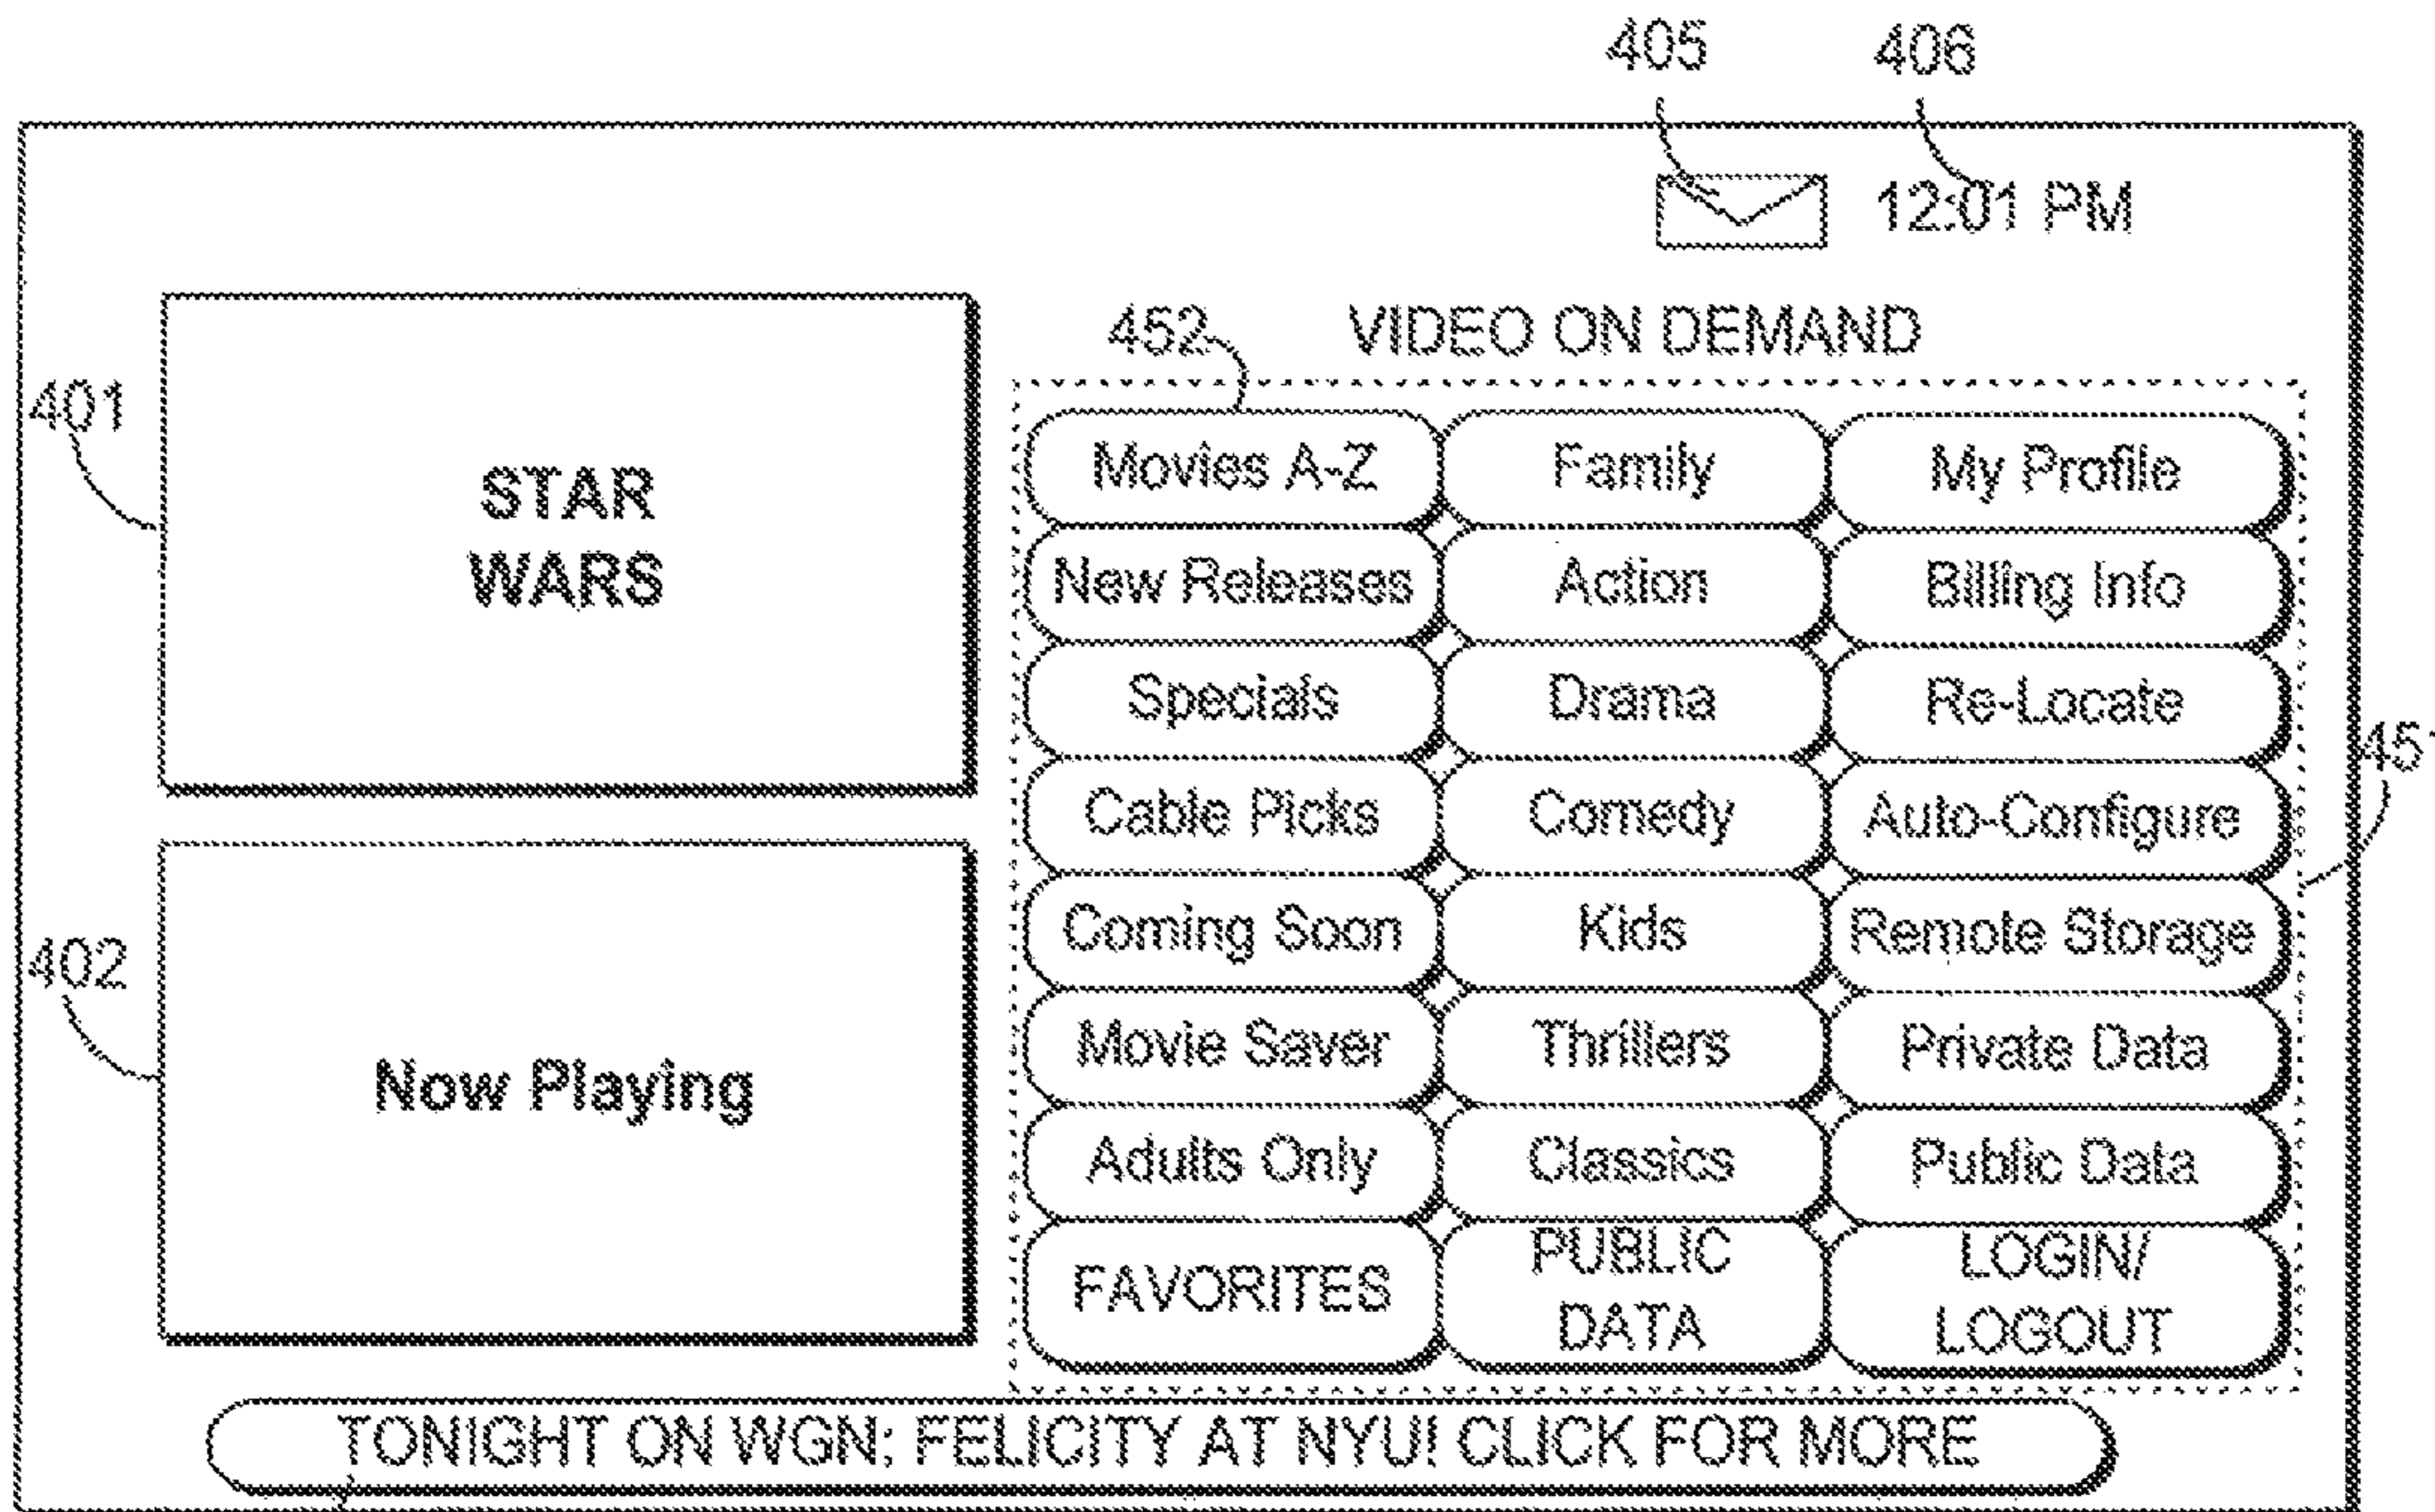 405 406
12:01 PM
452 VIDEO ON DEMAND
401
STAR
WARS
Movies A-Z Family My Profile
New Releases Action Billing Info
Specials Drama Re-Locate
Cable Picks Comedy Auto-Configure
Coming Soon Kids Remote Storage
402
Now Playing
Movie Saver Thrillers Private Data
Adults Only Classics Public Data
FAVORITES
PUBLIC
DATA
LOGIN/
LOGOUT
TONIGHT ON WGN; FELICITY AT NYU! CLICK FOR MORE